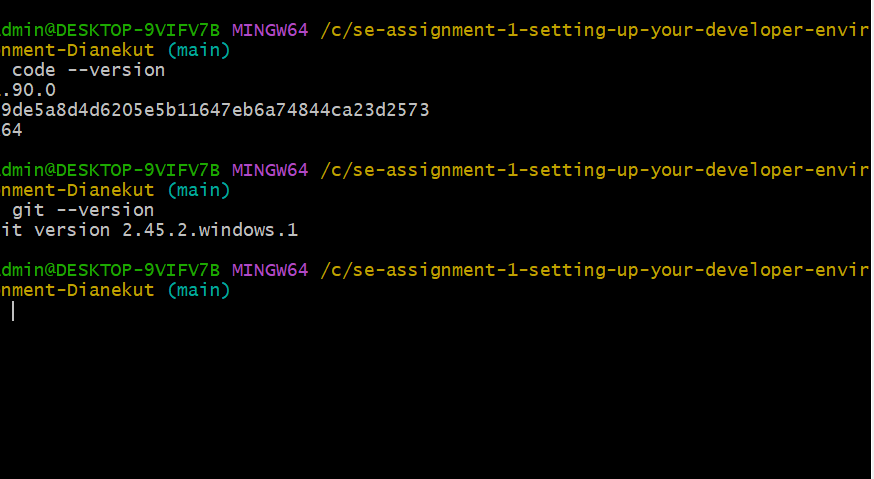 dmin@DESKTOP-9VIFV7B MINGW64 /c/se-assignment-1-setting-up-your-developer-envir
nment-Dianekut (main)
code --version
.90.0
9de5a8d4d6205e5b11647eb6a74844ca23d2573
64
dmin@DESKTOP-9VIFV7B MINGW64 /c/se-assignment-1-setting-up-your-developer-envir
nment-Dianekut (main)
git --version
it version 2.45.2.windows.1
dmin@DESKTOP-9VIFV7B MINGW64 /c/se-assignment-1-setting-up-your-developer-envir
nment-Dianekut (main)